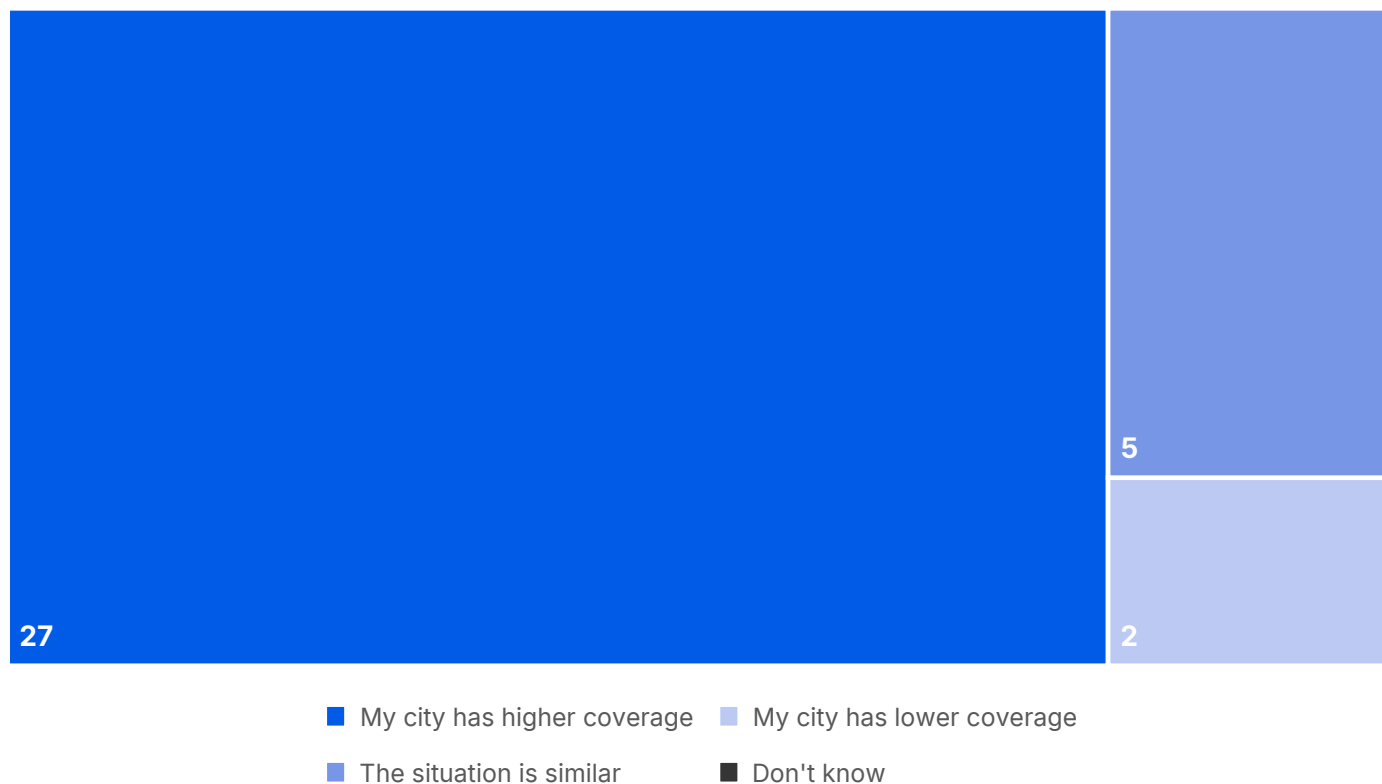 5
27
2
My city has higher coverage
My city has lower coverage
The situation is similar
Don't know